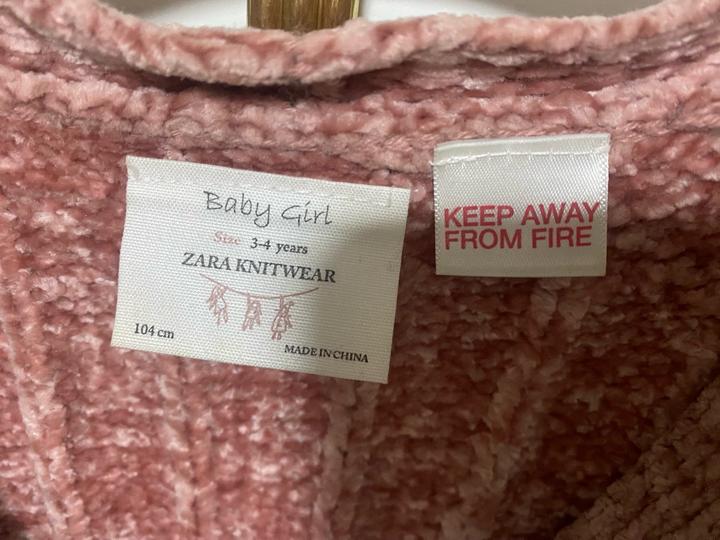 Baby Girl
Size 3-4 years
ZARA KNITWEAR
104 cm
MADE IN CHINA
KEEP AWAY
FROM FIRE